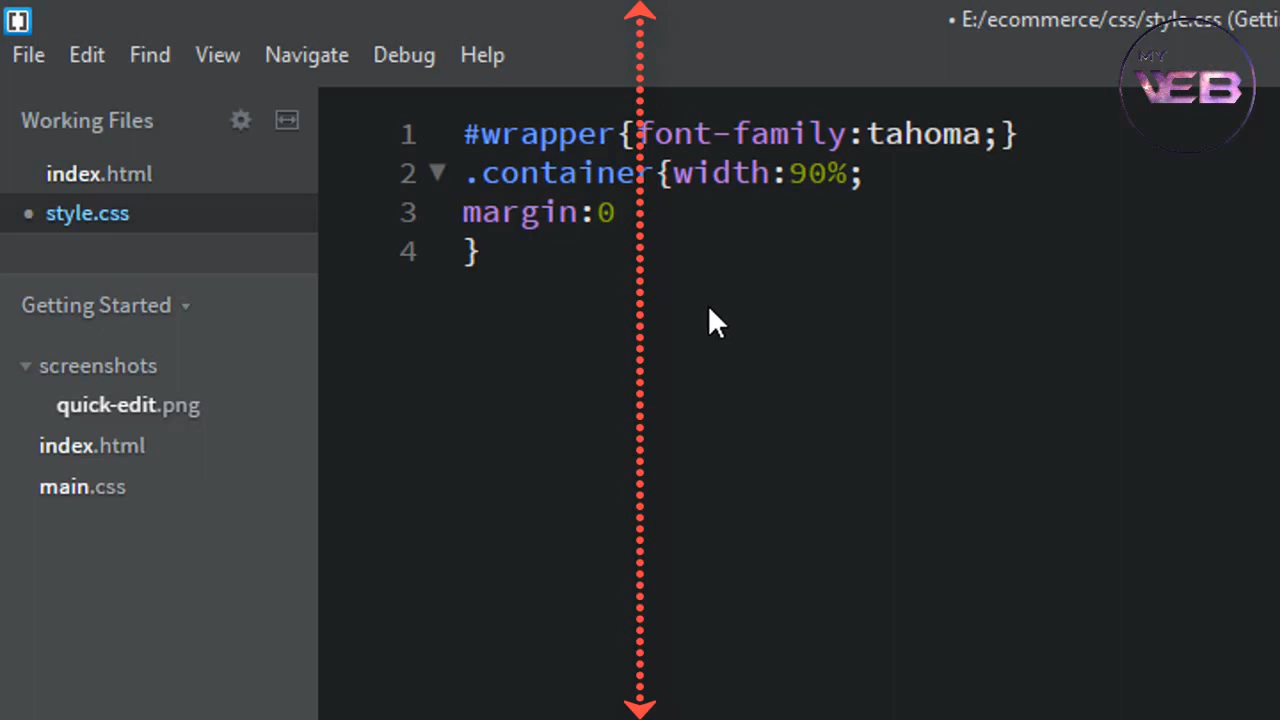 • E:/ecommerce/css/style.css (Getti
File Edit Find View Navigate Debug Help
MY
WEB
Working Files
index.html
style.css
Getting Started
screenshots
quick-edit.png
index.html
main.css
1 #wrapper{font-family:tahoma;}
2 .container{width:90%;
3 margin:0
4 }